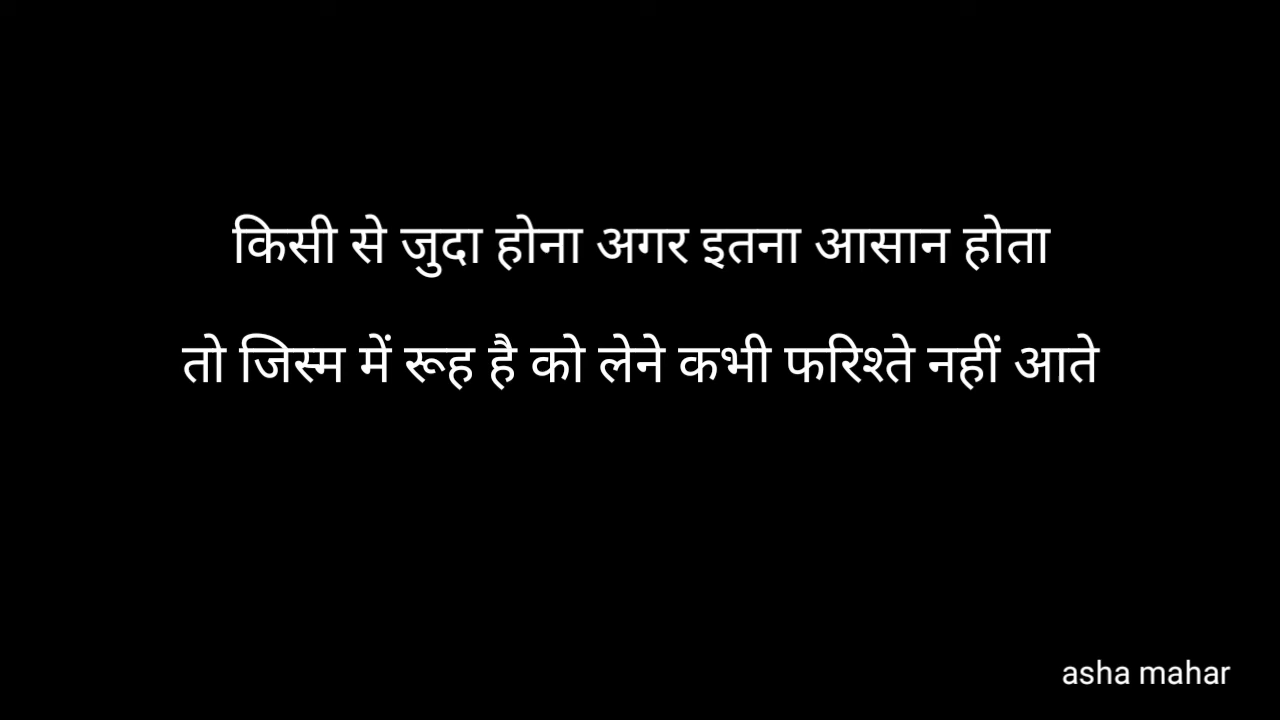 किसी से जुदा होना अगर इतना आसान होता
तो जिस्म में रूह है को लेने कभी फरिश्ते नहीं आते
asha mahar